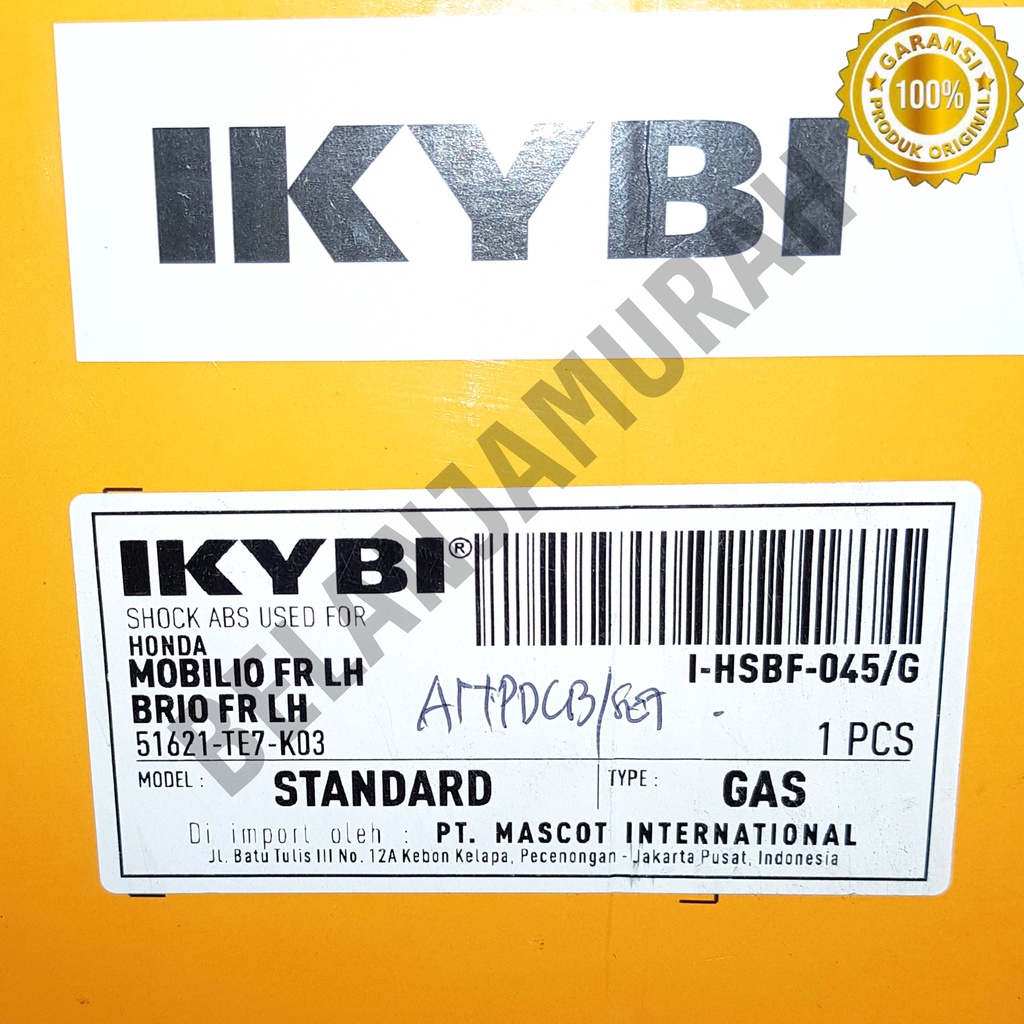 GARANSI
100%
PRODUK ORIGINAL
IKYBI
BELANJAMURAH
IKYBI®
SHOCK ABS USED FOR
HONDA
MOBILIO FR LH
BRIO FR LH
51621-TE7-K03
I-HSBF-045/G
1 PCS
MODEL : STANDARD
TYPE : GAS
Di import oleh : PT. MASCOT INTERNATIONAL
Jl. Batu Tulis III No. 12A Kebon Kelapa, Pecenongan - Jakarta Pusat, Indonesia